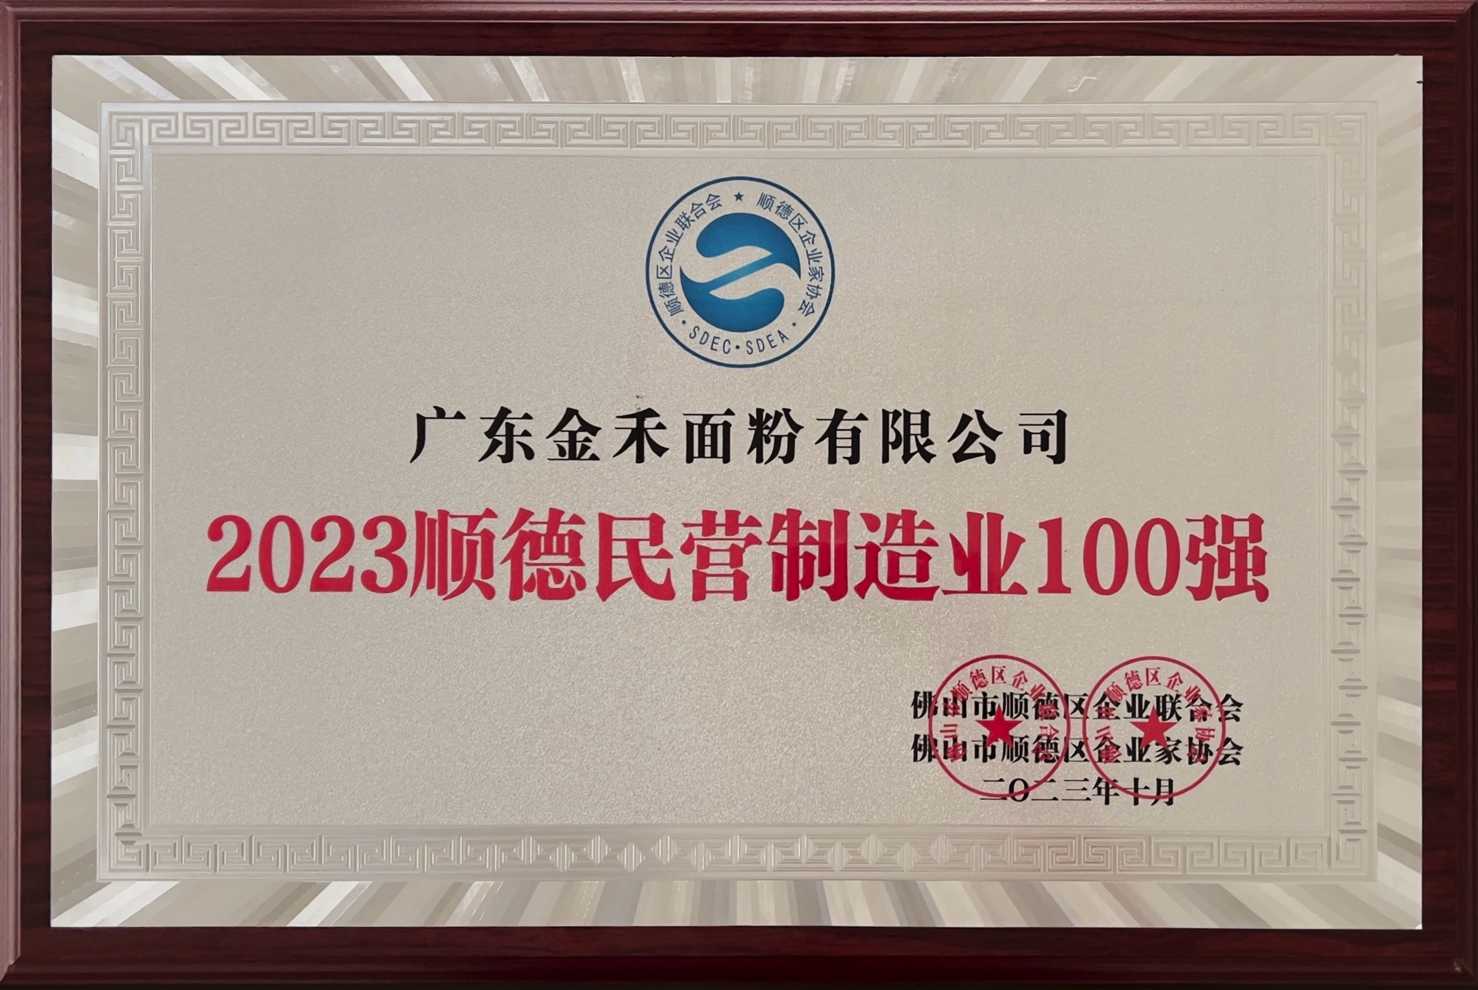 顺德区企业联合会 ★ 顺德区企业家协会
·SDEC·SDEA·
广东金禾面粉有限公司
2023顺德民营制造业100强
佛山市顺德区企业联合会
佛山市顺德区企业家协会
二〇二三年十月